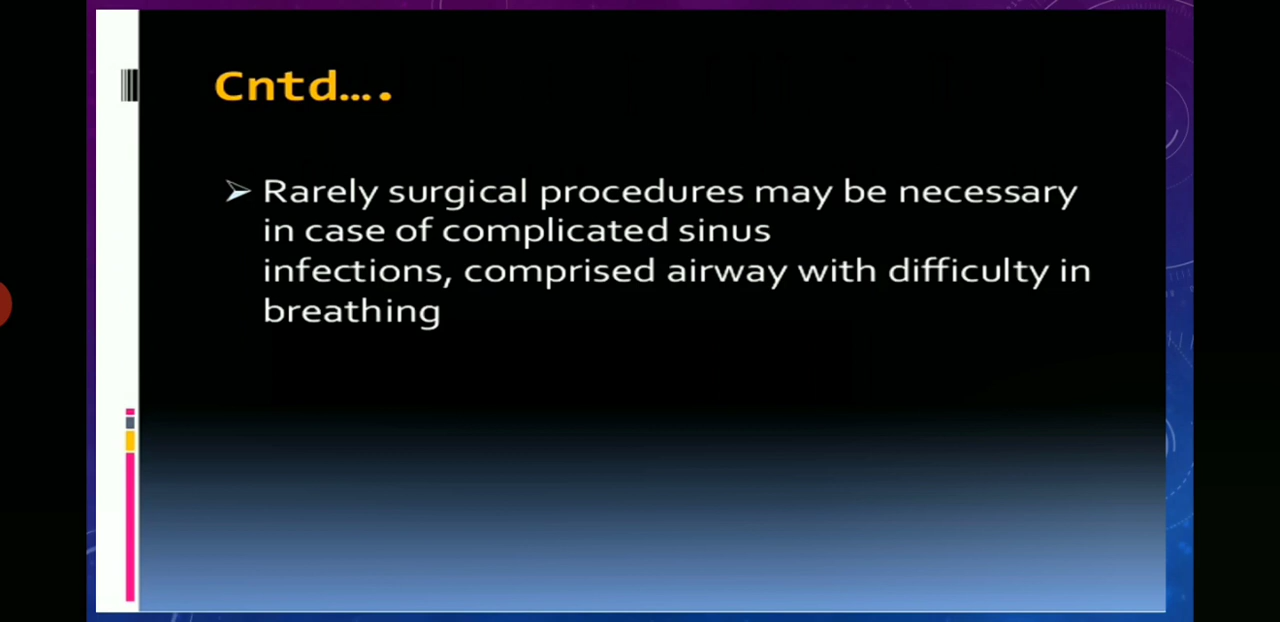 Cntd....
➢ Rarely surgical procedures may be necessary
in case of complicated sinus
infections, comprised airway with difficulty in
breathing